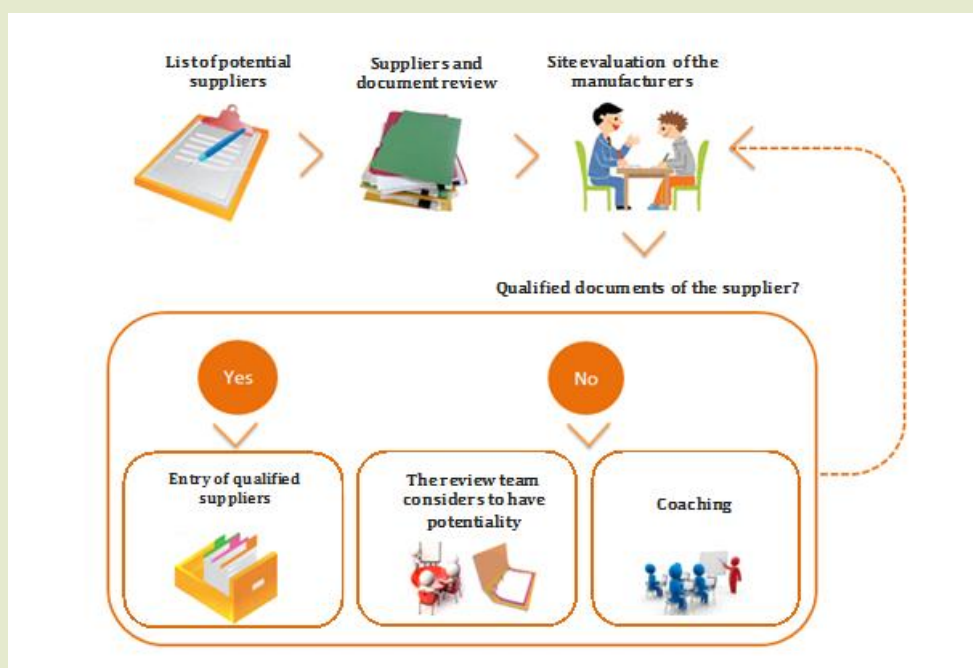 List of potential
suppliers
Suppliers and
document review
Site evaluation of the
manufacturers
Qualified documents of the supplier?
Yes
No
Entry of qualified
suppliers
The review team
considers to have
potentiality
Coaching